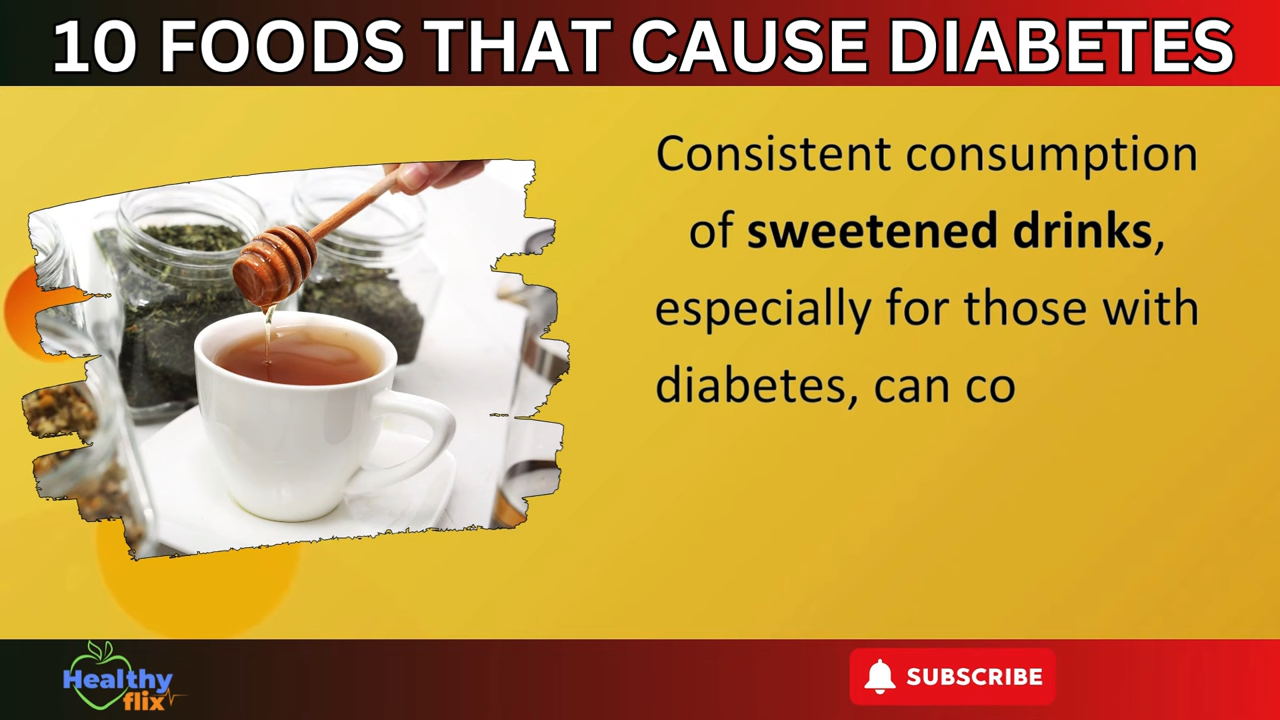 10 FOODS THAT CAUSE DIABETES
Consistent consumption
of sweetened drinks,
especially for those with
diabetes, can co
Healthy
flix
SUBSCRIBE